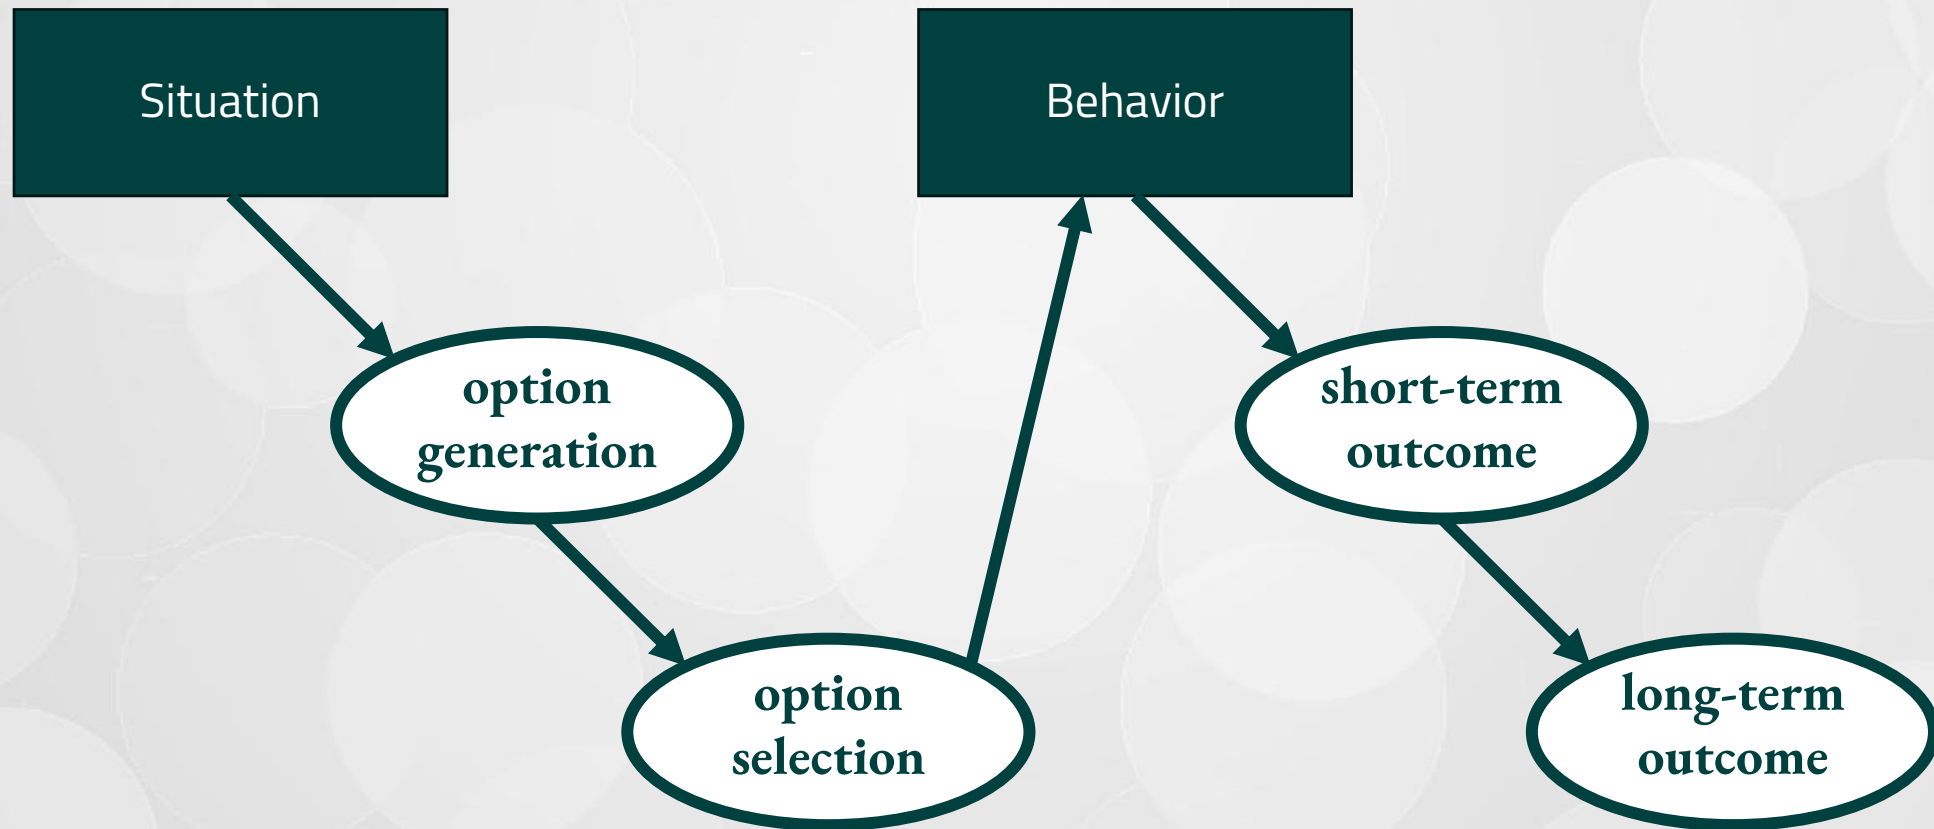 Situation
Behavior
option
generation
short-term
outcome
option
selection
long-term
outcome